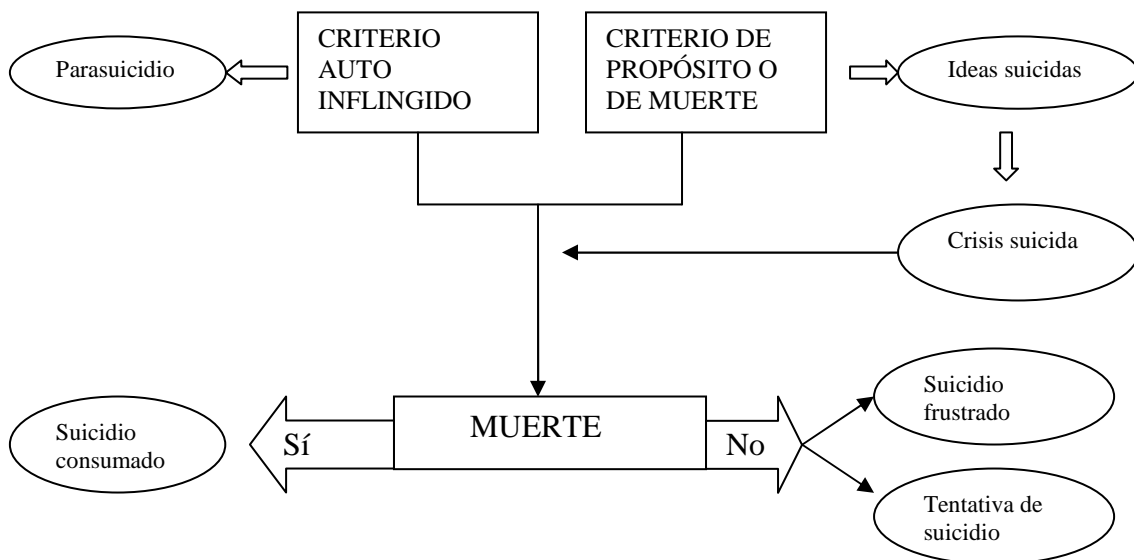 Parasuicidio
CRITERIO
AUTO
INFLINGIDO
CRITERIO DE
PROPÓSITO O
DE MUERTE
Ideas suicidas
Crisis suicida
Suicidio
consumado
Sí
MUERTE
No
Suicidio
frustrado
Tentativa de
suicidio